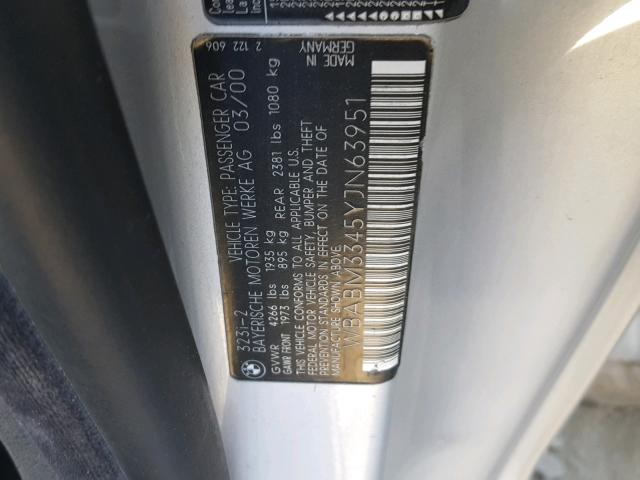 3231-2
VEHICLE TYPE: PASSENGER CAR
BAYERISCHE MOTOREN WERKE AG 03/00
2 122 606
GVWR 4266 lbs 1935 kg
GAWR FRONT 1973 lbs 895 kg REAR 2381 lbs 1080 kg
THIS VEHICLE CONFORMS TO ALL APPLICABLE U.S.
FEDERAL MOTOR VEHICLE SAFETY, BUMPER AND THEFT
PREVENTION STANDARDS IN EFFECT ON THE DATE OF
MANUFACTURE SHOWN ABOVE.
MADE IN
GERMANY
WBABM3345YJN63951